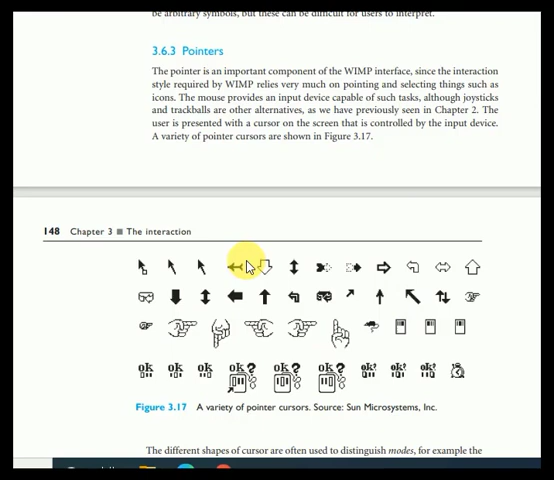 be arbitrary symbols, but these can be difficult for users to interpret.
3.6.3 Pointers
The pointer is an important component of the WIMP interface, since the interaction
style required by WIMP relies very much on pointing and selecting things such as
icons. The mouse provides an input device capable of such tasks, although joysticks
and trackballs are other alternatives, as we have previously seen in Chapter 2. The
user is presented with a cursor on the screen that is controlled by the input device.
A variety of pointer cursors are shown in Figure 3.17.
148 Chapter 3 ■ The interaction
ok ok ok ok? ok? ok? ok? ok? ok?
Figure 3.17 A variety of pointer cursors. Source: Sun Microsystems, Inc.
The different shapes of cursor are often used to distinguish modes, for example the